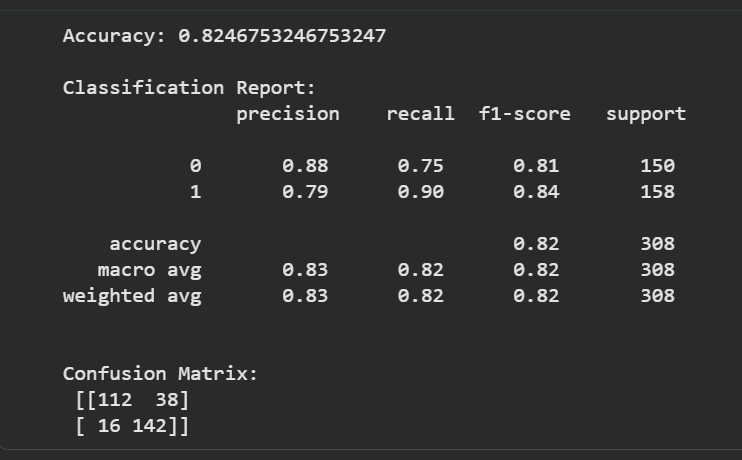 Accuracy: 0.8246753246753247
Classification Report:
precision recall f1-score support
0 0.88 0.75 0.81 150
1 0.79 0.90 0.84 158
accuracy 0.82 308
macro avg 0.83 0.82 0.82 308
weighted avg 0.83 0.82 0.82 308
Confusion Matrix:
[[112 38]
[ 16 142]]